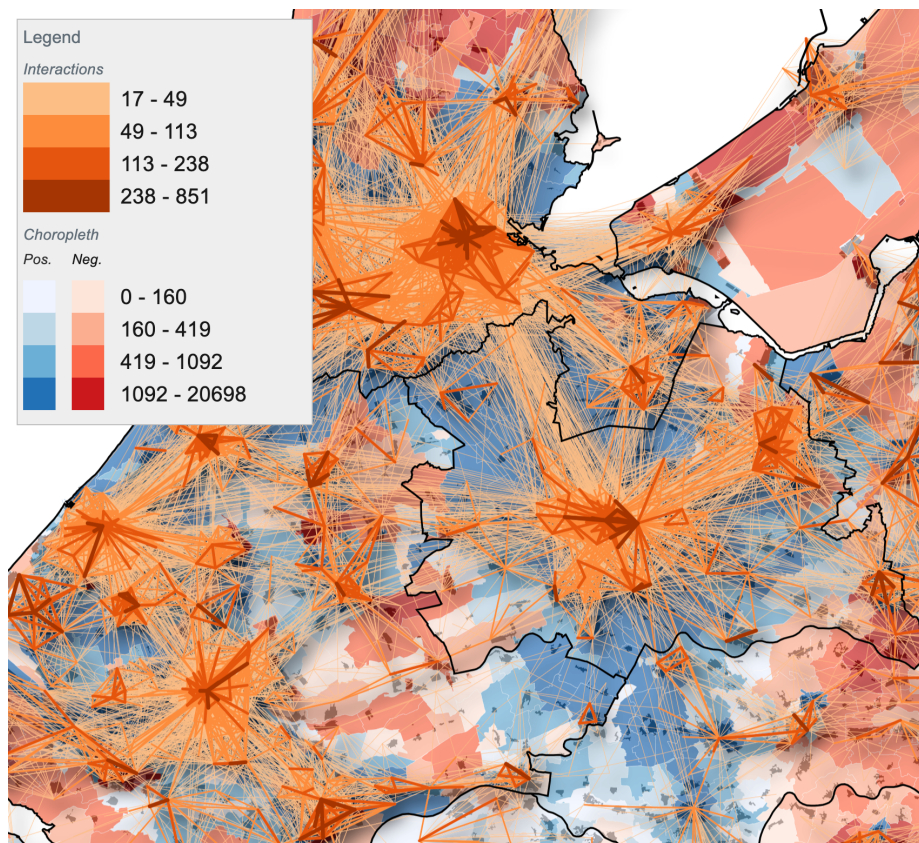 Legend
Interactions
17 - 49
49 - 113
113 - 238
238 - 851
Choropleth
Pos. Neg.
0 - 160
160 - 419
419 - 1092
1092 - 20698